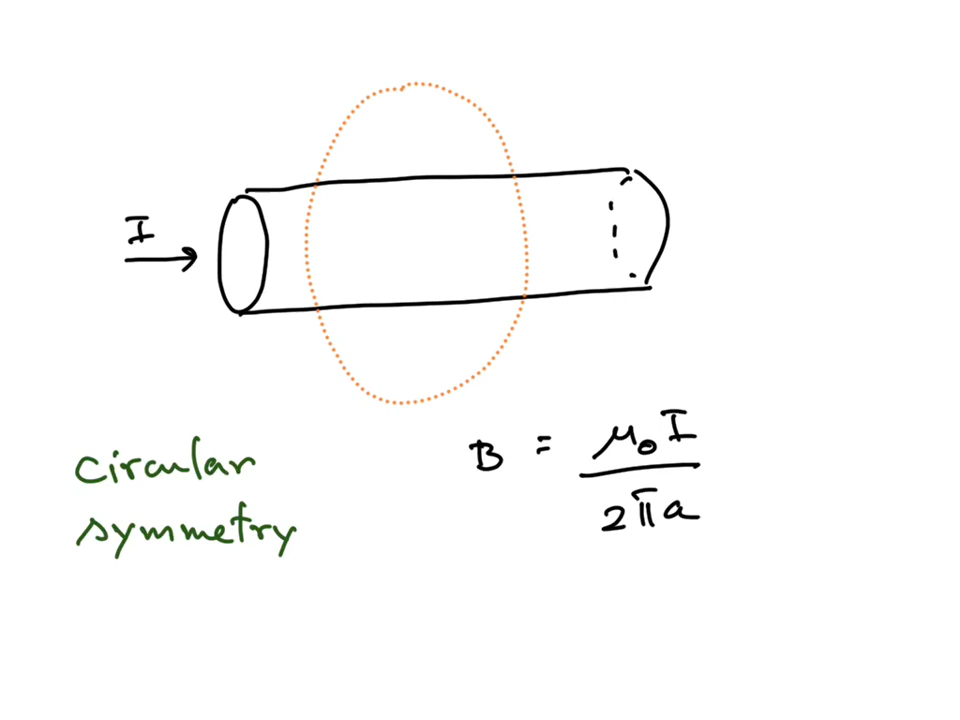 I
circular
symmetry
B = μ₀I / 2πa